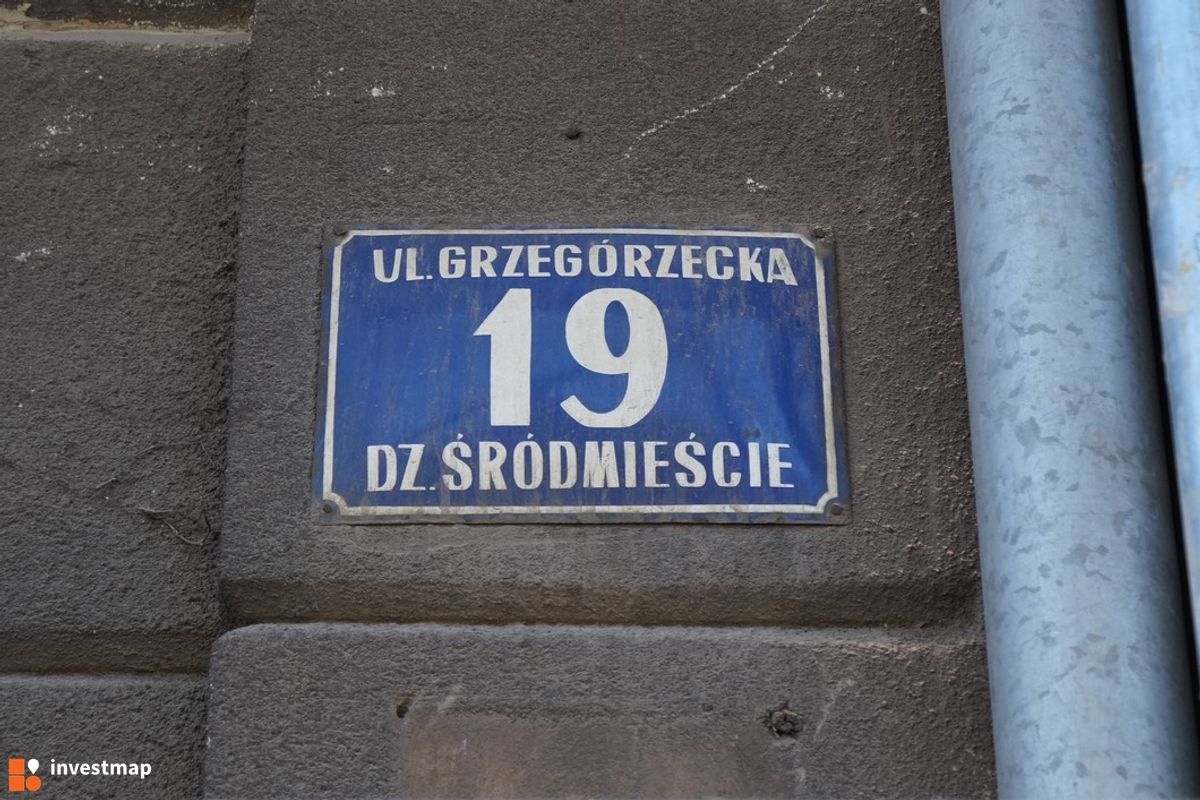 UL. GRZEGÓRZECKA
19
DZ. ŚRÓDMIEŚCIE
investmap